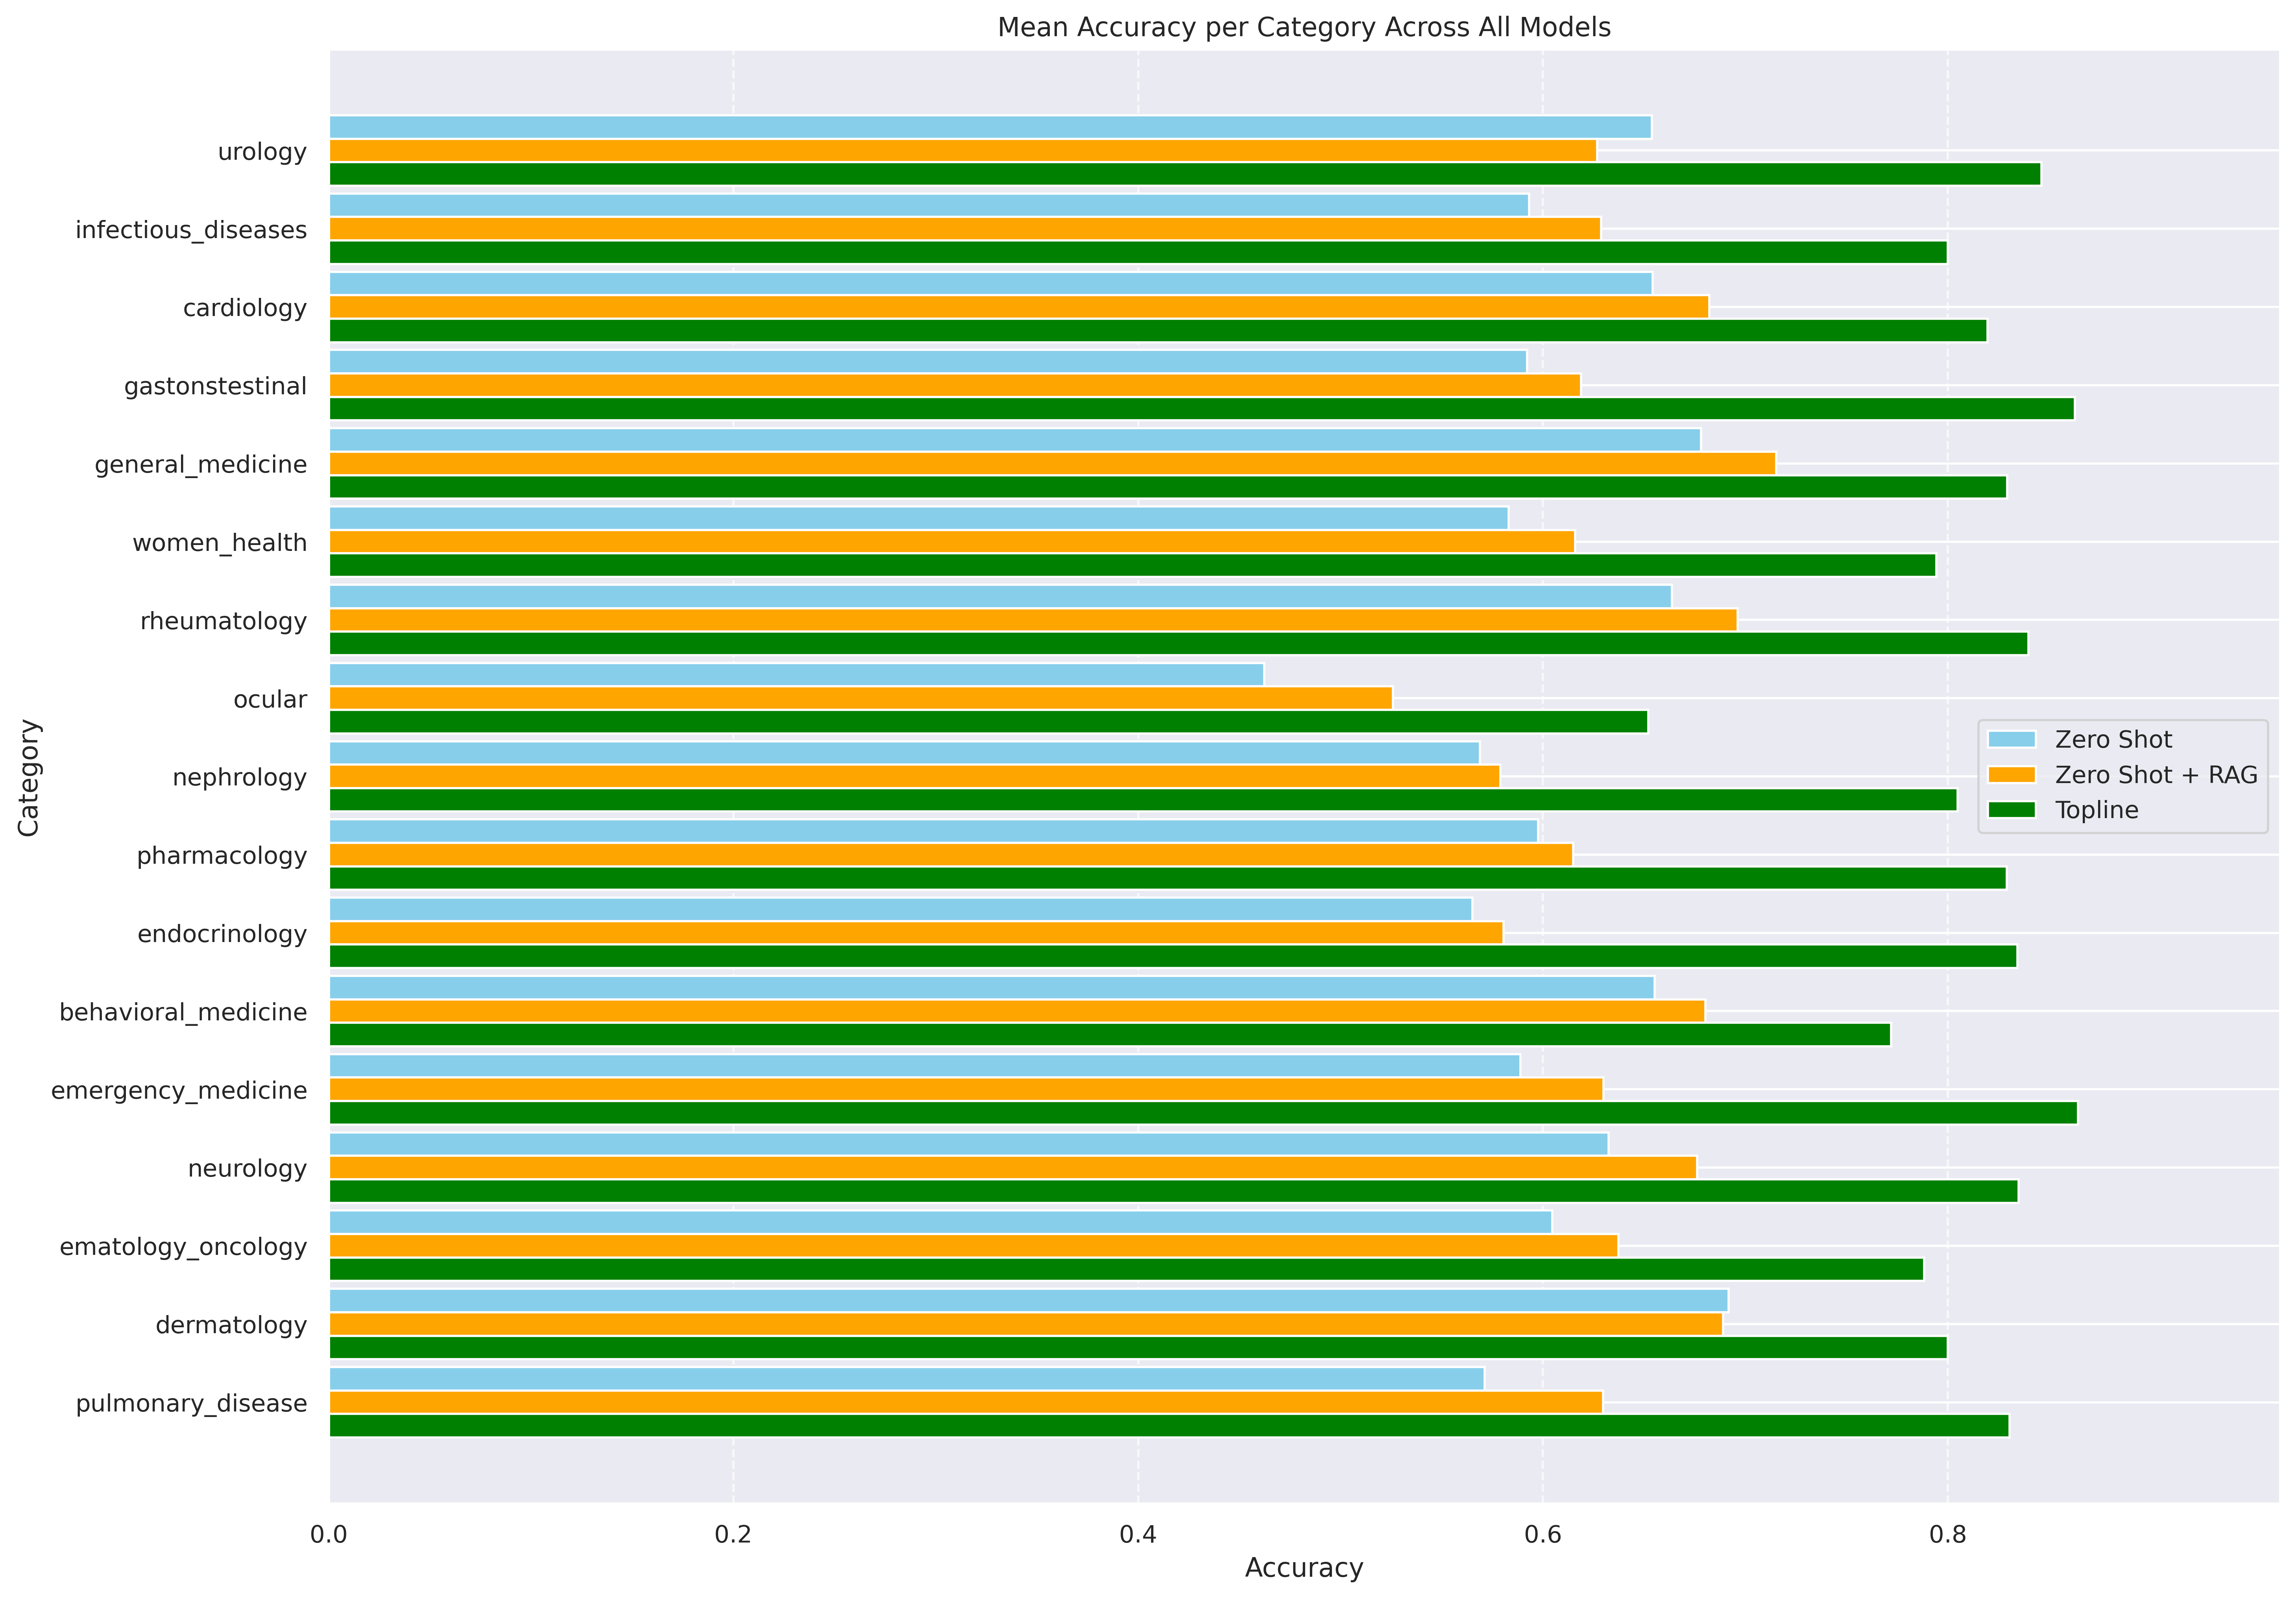 Mean Accuracy per Category Across All Models
urology
infectious_diseases
cardiology
gastonstestinal
general_medicine
women_health
rheumatology
ocular
nephrology
pharmacology
endocrinology
behavioral_medicine
emergency_medicine
neurology
ematology_oncology
dermatology
pulmonary_disease
Category
Zero Shot
Zero Shot + RAG
Topline
0.0 0.2 0.4 0.6 0.8
Accuracy